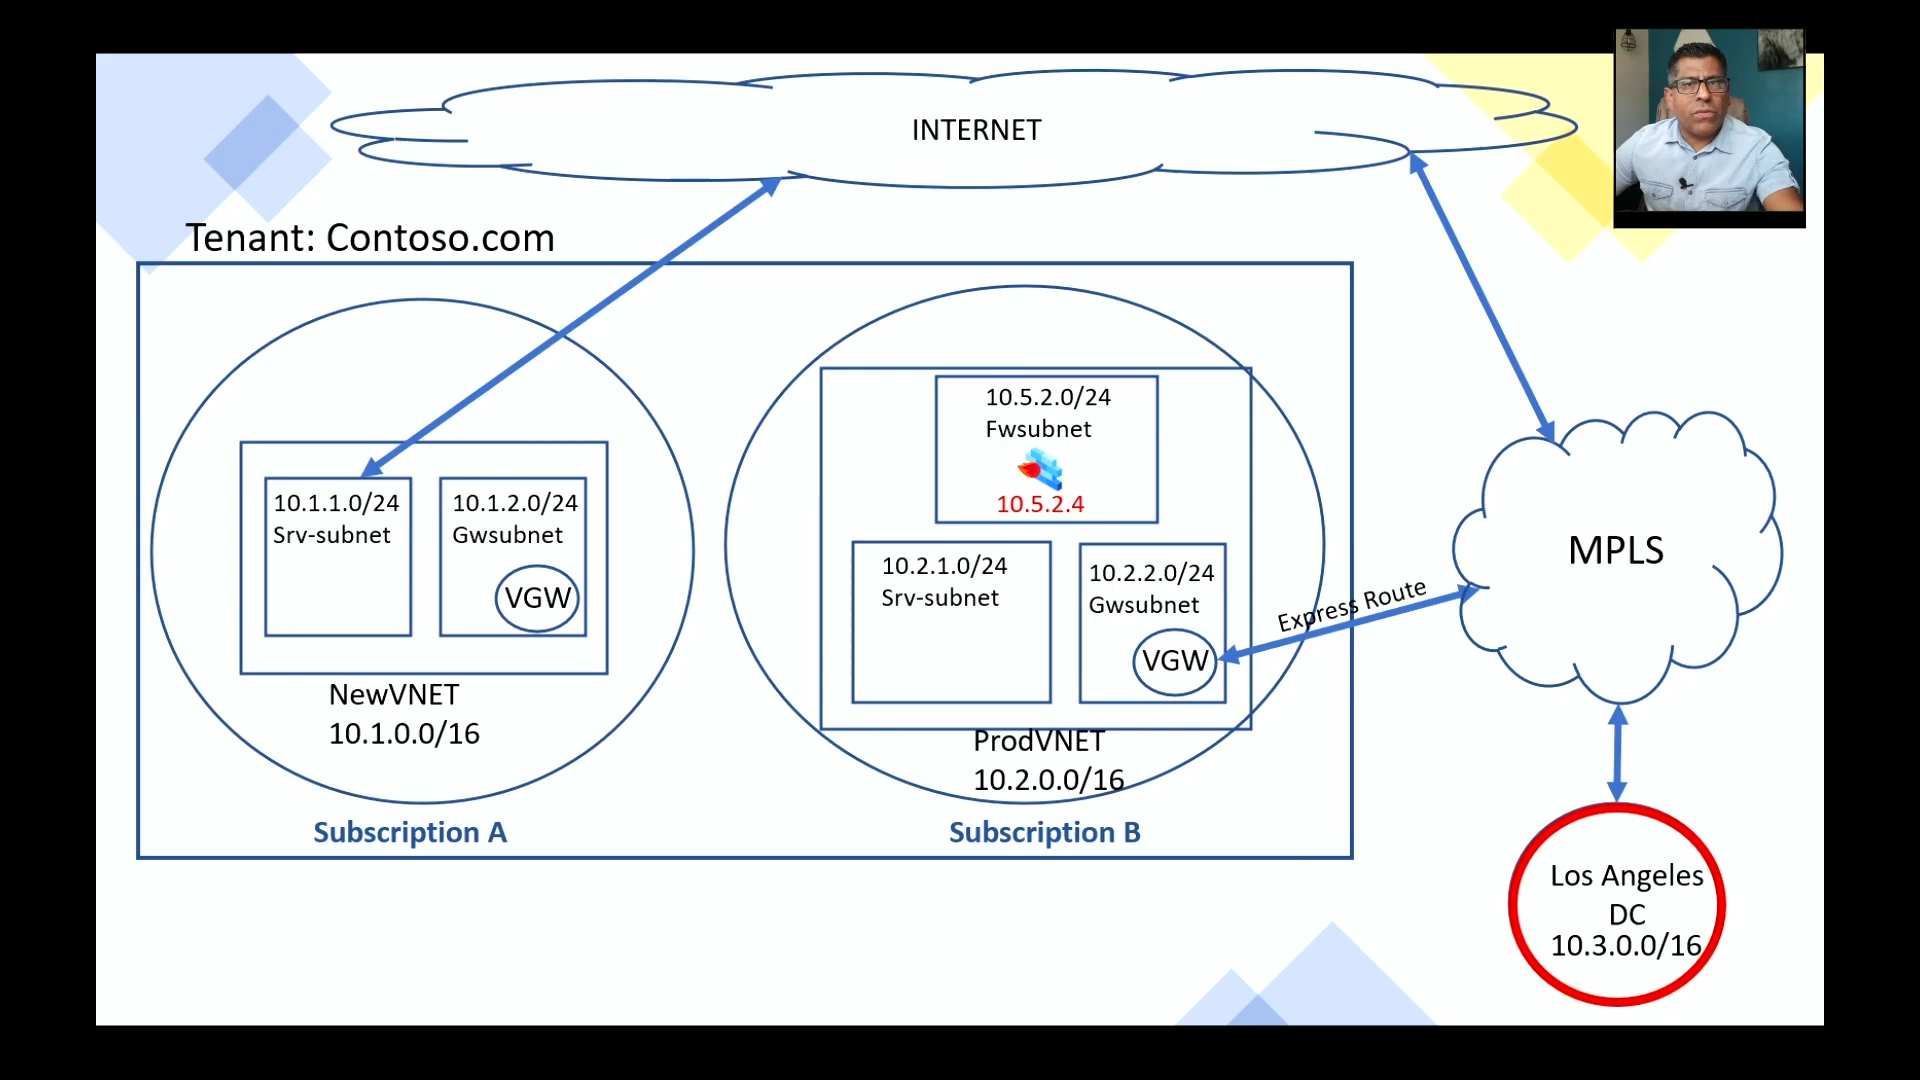 INTERNET
Tenant: Contoso.com
10.1.1.0/24
Srv-subnet
10.1.2.0/24
Gwsubnet
VGW
NewVNET
10.1.0.0/16
Subscription A
10.5.2.0/24
Fwsubnet
10.5.2.4
10.2.1.0/24
Srv-subnet
10.2.2.0/24
Gwsubnet
VGW
ProdVNET
10.2.0.0/16
Subscription B
Express Route
MPLS
Los Angeles
DC
10.3.0.0/16